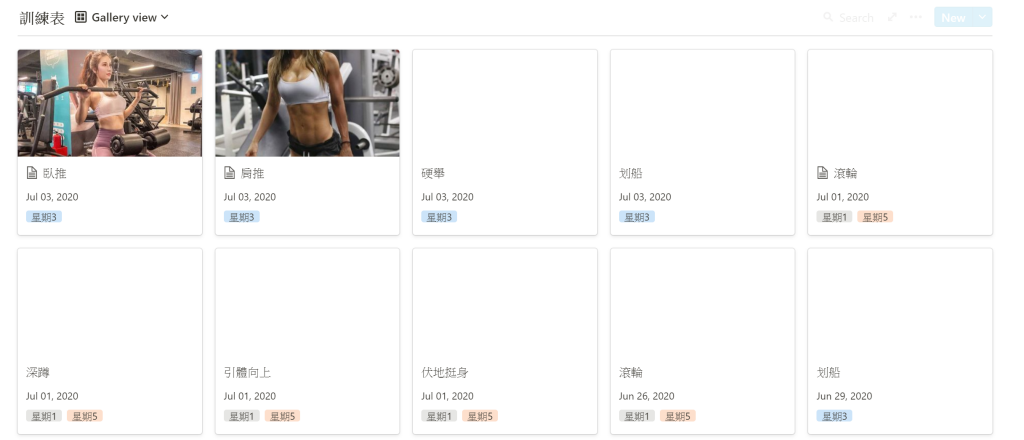 訓練表 Gallery view Search New
臥推
Jul 03, 2020
星期3
肩推
Jul 03, 2020
星期3
硬舉
Jul 03, 2020
星期3
划船
Jul 03, 2020
星期3
滾輪
Jul 01, 2020
星期1 星期5
深蹲
Jul 01, 2020
星期1 星期5
引體向上
Jul 01, 2020
星期1 星期5
伏地挺身
Jul 01, 2020
星期1 星期5
滾輪
Jun 26, 2020
星期1 星期5
划船
Jun 29, 2020
星期3